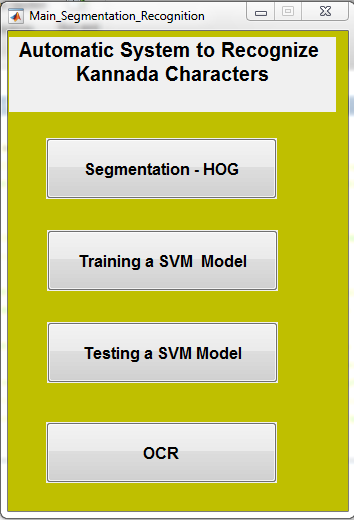 Main_Segmentation_Recognition
Automatic System to Recognize
Kannada Characters
Segmentation - HOG
Training a SVM  Model
Testing a SVM Model
OCR